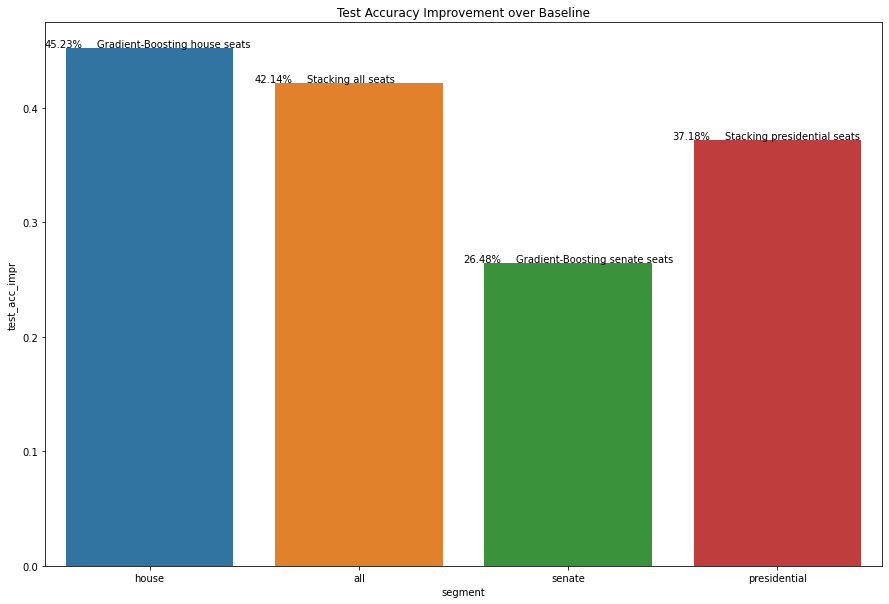 Test Accuracy Improvement over Baseline
45.23% Gradient-Boosting house seats
42.14% Stacking all seats
37.18% Stacking presidential seats
26.48% Gradient-Boosting senate seats
test_acc_impr
0.4
0.3
0.2
0.1
0.0
house all senate presidential
segment